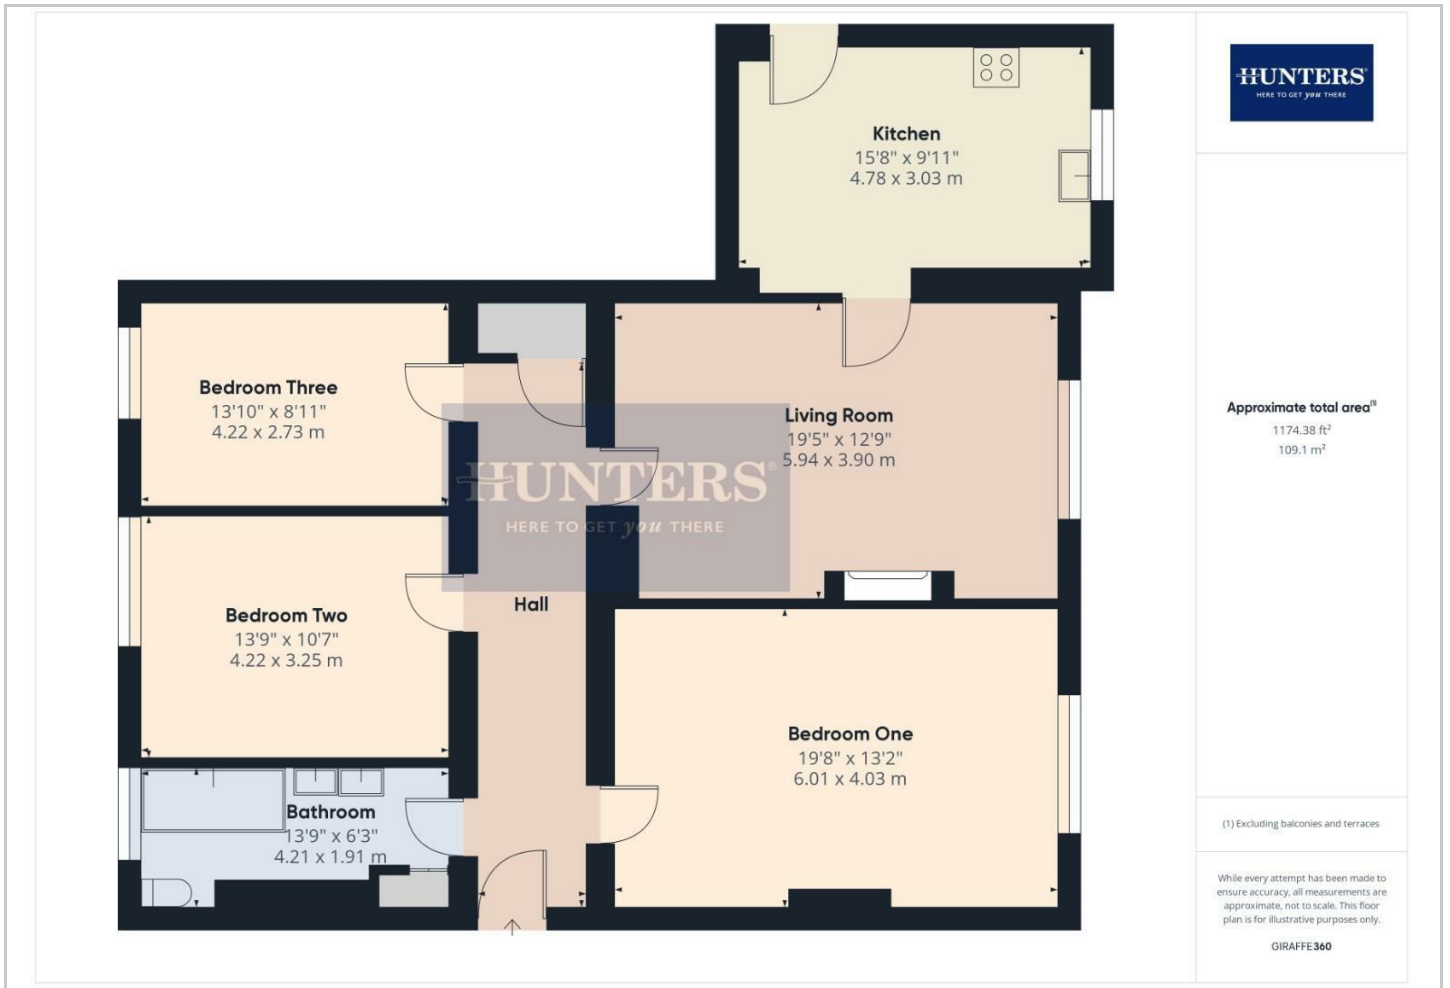 Kitchen
15'8" x 9'11"
4.78 x 3.03 m
Bedroom Three
13'10" x 8'11"
4.22 x 2.73 m
Living Room
19'5" x 12'9"
5.94 x 3.90 m
HUNTERS®
HERE TO GET you THERE
Hall
Bedroom Two
13'9" x 10'7"
4.22 x 3.25 m
Bedroom One
19'8" x 13'2"
6.01 x 4.03 m
Bathroom
13'9" x 6'3"
4.21 x 1.91 m
HUNTERS®
HERE TO GET you THERE
Approximate total area⁽¹⁾
1174.38 ft²
109.1 m²
(1) Excluding balconies and terraces
While every attempt has been made to
ensure accuracy, all measurements are
approximate, not to scale. This floor
plan is for illustrative purposes only.
GIRAFFE360